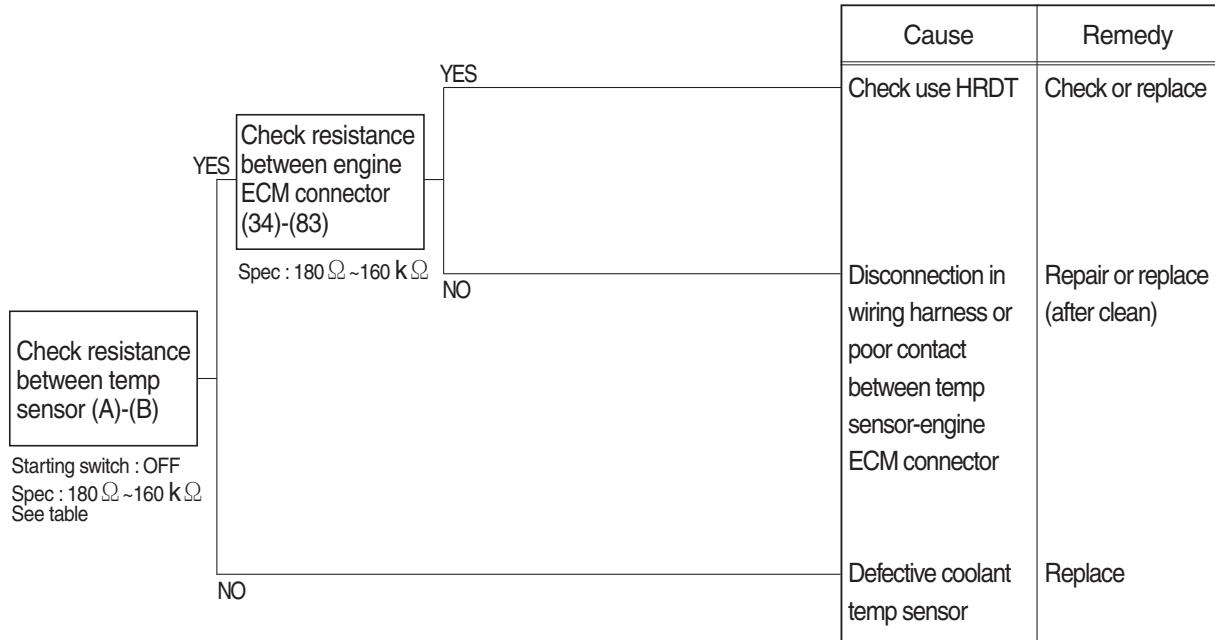 Check resistance
between temp
sensor (A)-(B)
Starting switch : OFF
Spec : 180 Ω ~160 k Ω
See table
YES
Check resistance
between engine
ECM connector
(34)-(83)
Spec : 180 Ω ~160 k Ω
YES
NO
NO
Cause
Remedy
Check use HRDT
Check or replace
Disconnection in
wiring harness or
poor contact
between temp
sensor-engine
ECM connector
Repair or replace
(after clean)
Defective coolant
temp sensor
Replace